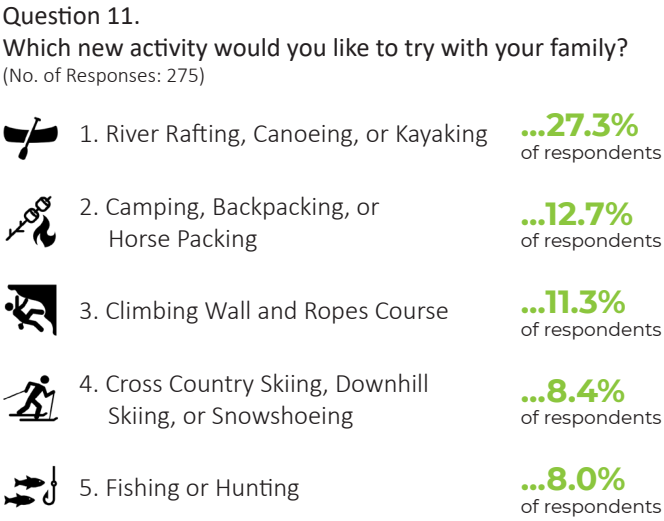 Question 11.
Which new activity would you like to try with your family?
(No. of Responses: 275)
1. River Rafting, Canoeing, or Kayaking
...27.3%
of respondents
2. Camping, Backpacking, or
Horse Packing
...12.7%
of respondents
3. Climbing Wall and Ropes Course
...11.3%
of respondents
4. Cross Country Skiing, Downhill
Skiing, or Snowshoeing
...8.4%
of respondents
5. Fishing or Hunting
...8.0%
of respondents